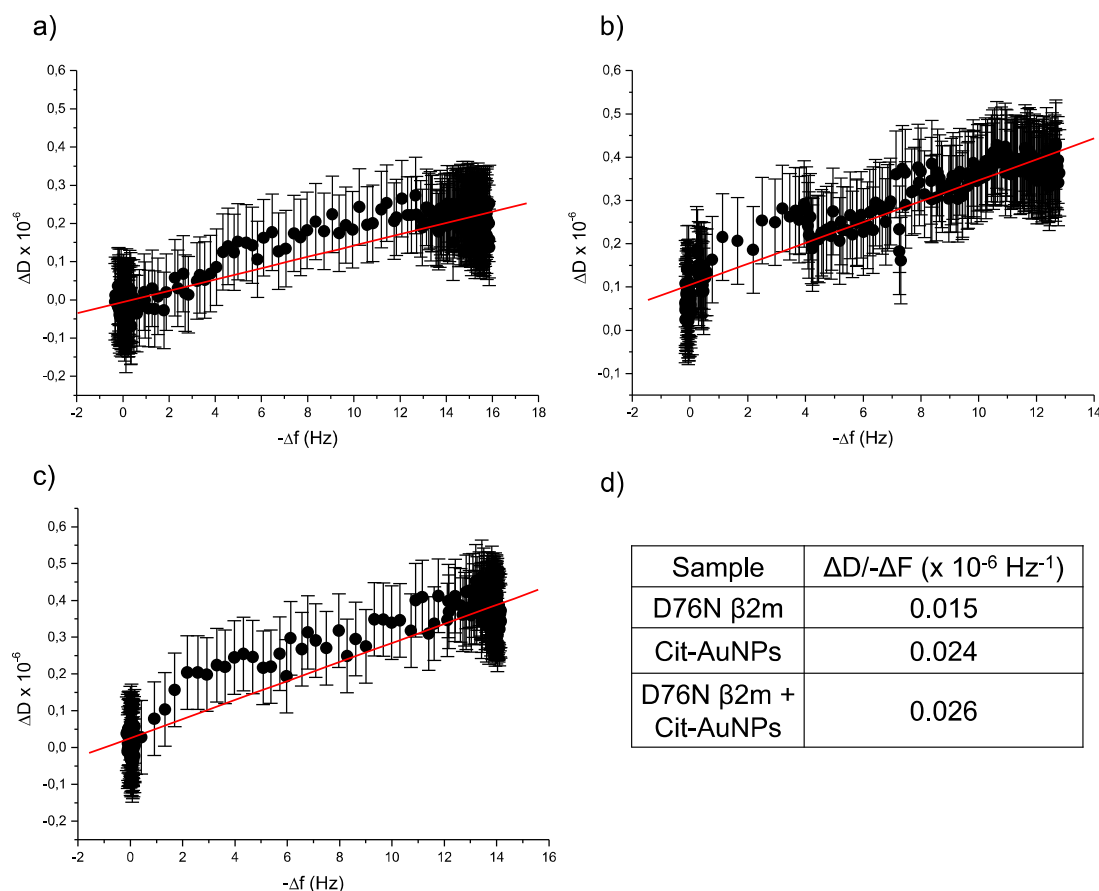 a)
0,6
0,5
0,4
0,3
0,2
0,1
0,0
-0,1
-0,2
ΔD x 10⁻⁶
-2 0 2 4 6 8 10 12 14 16 18
-Δf (Hz)
b)
0,6
0,5
0,4
0,3
0,2
0,1
0,0
-0,1
ΔD x 10⁻⁶
-2 0 2 4 6 8 10 12 14
-Δf (Hz)
c)
0,6
0,5
0,4
0,3
0,2
0,1
0,0
0,1
0,2
ΔD x 10⁻⁶
-2 0 2 4 6 8 10 12 14 16
-Δf (Hz)
d)
Sample ΔD/-ΔF (x 10⁻⁶ Hz⁻¹)
D76N β2m 0.015
Cit-AuNPs 0.024
D76N β2m +
Cit-AuNPs 0.026